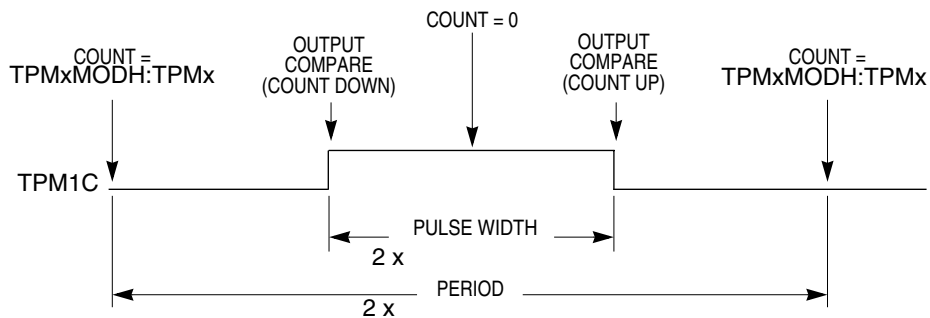 COUNT = 0
COUNT =
TPMxMODH:TPMx
OUTPUT
COMPARE
(COUNT DOWN)
OUTPUT
COMPARE
(COUNT UP)
COUNT =
TPMxMODH:TPMx
TPM1C
PULSE WIDTH
2 x
PERIOD
2 x